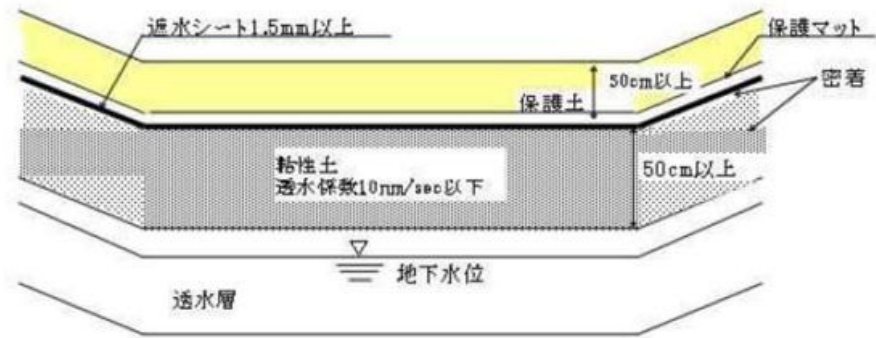 遮水シート1.5mm以上
保護マット
50cm以上
密着
保護土
粘性土
透水係数10nm/sec以下
50cm以上
地下水位
透水層